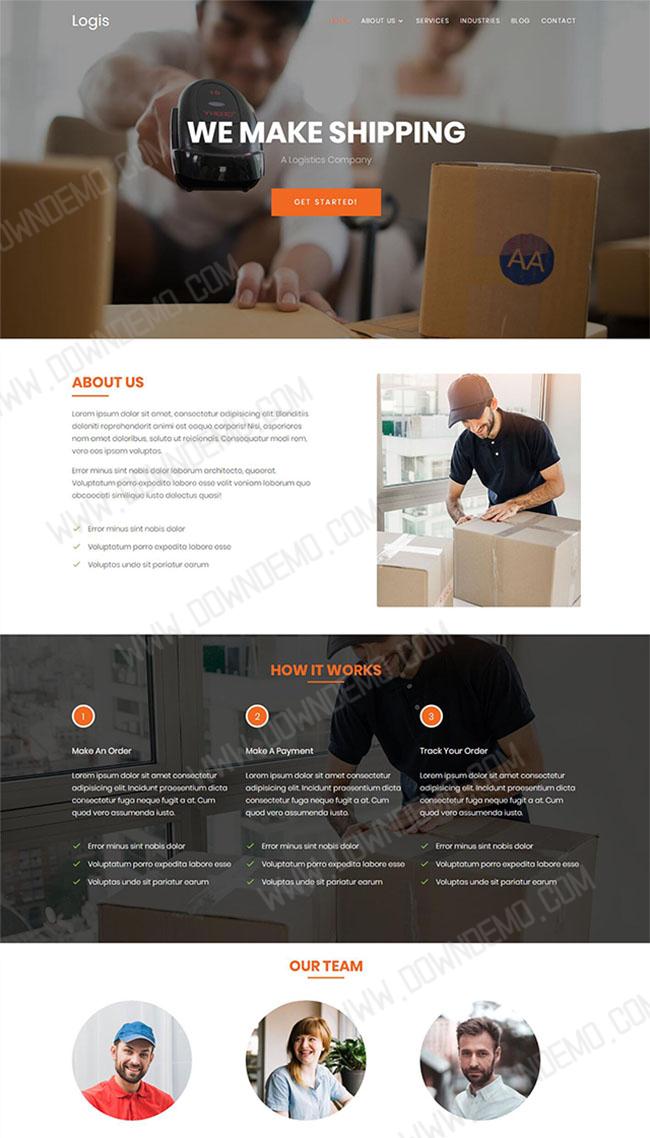 Logis
HOME ABOUT US SERVICES INDUSTRIES BLOG CONTACT
WE MAKE SHIPPING
A Logistics Company
GET STARTED!
AA
ABOUT US
Lorem ipsum dolor sit amet, consectetur adipisicing elit. Blanditiis
doloniti reprehenderit animi est eaque corporis! Nisi, asperiores
nam amet doloribus, soluta ut reiciendis. Consequatur modi rem,
vero eos ipsam voluptas.
Error minus sint nobis dolor laborum architecto, quaerat.
Voluptatum porro expedita labore esse velit veniam laborum quo
obcaecati similique iusto delectus quasi!
Error minus sint nobis dolor
Voluptatum porro expedita labore esse
Voluptas unde sit pariatur earum
HOW IT WORKS
1 2 3
Make An Order
Lorem ipsum dolor sit amet consectetur
adipisicing elit. Incidunt praesentium dicta
consectetur fuga neque fugit a at. Cum
quod vero assumenda iusto.
Error minus sint nobis dolor
Voluptatum porro expedita labore esse
Voluptas unde sit pariatur earum
Make A Payment
Lorem ipsum dolor sit amet consectetur
adipisicing elit. Incidunt praesentium dicta
consectetur fuga neque fugit a at. Cum
quod vero assumenda iusto.
Error minus sint nobis dolor
Voluptatum porro expedita labore esse
Voluptas unde sit pariatur earum
Track Your Order
Lorem ipsum dolor sit amet consectetur
adipisicing elit. Incidunt praesentium dicta
consectetur fuga neque fugit a at. Cum
quod vero assumenda iusto.
Error minus sint nobis dolor
Voluptatum porro expedita labore esse
Voluptas unde sit pariatur earum
OUR TEAM
WWW.DOWNDEMO.COM